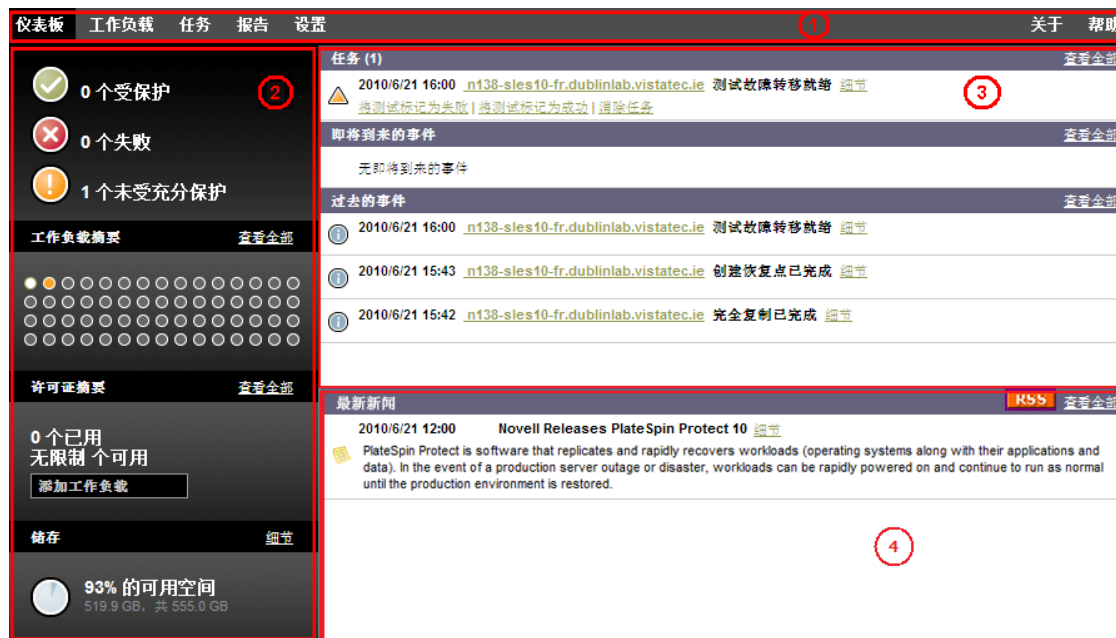 仪表板 工作负载 任务 报告 设置 1 关于 帮助
0 个受保护 2
0 个失败
1 个未受充分保护
工作负载摘要 查看全部
许可证摘要 查看全部
0 个已用
无限制 个可用
添加工作负载
储存 细节
93% 的可用空间
519.9 GB，共 555.0 GB
任务 (1) 查看全部
2010/6/21 16:00 n138-sles10-fr.dublinlab.vistatec.ie 测试故障转移就绪 细节 3
将测试标记为失败 | 将测试标记为成功 | 消除任务
即将到来的事件 查看全部
无即将到来的事件
过去的事件 查看全部
2010/6/21 16:00 n138-sles10-fr.dublinlab.vistatec.ie 测试故障转移就绪 细节
2010/6/21 15:43 n138-sles10-fr.dublinlab.vistatec.ie 创建恢复点已完成 细节
2010/6/21 15:42 n138-sles10-fr.dublinlab.vistatec.ie 完全复制已完成 细节
最新新闻 RSS 查看全部
2010/6/21 12:00 Novell Releases PlateSpin Protect 10 细节
PlateSpin Protect is software that replicates and rapidly recovers workloads (operating systems along with their applications and
data). In the event of a production server outage or disaster, workloads can be rapidly powered on and continue to run as normal
until the production environment is restored.
4